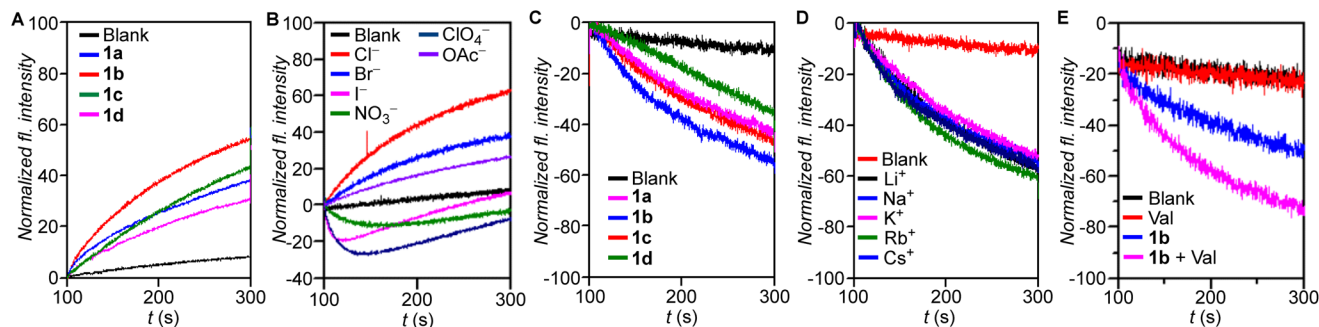 A
Normalized fl. intensity
100
80
60
40
20
0
Blank
1a
1b
1c
1d
100 200 300
t (s)
B
Normalized fl. intensity
100
80
60
40
20
0
-20
-40
Blank
Cl⁻
Br⁻
I⁻
NO₃⁻
ClO₄⁻
OAc⁻
100 200 300
t (s)
C
Normalized fl. intensity
0
-20
-40
-60
-80
-100
Blank
1a
1b
1c
1d
100 200 300
t (s)
D
Normalized fl. intensity
0
-20
-40
-60
-80
-100
Blank
Li⁺
Na⁺
K⁺
Rb⁺
Cs⁺
100 200 300
t (s)
E
Normalized fl. intensity
0
-20
-40
-60
-80
-100
Blank
Val
1b
1b + Val
100 200 300
t (s)